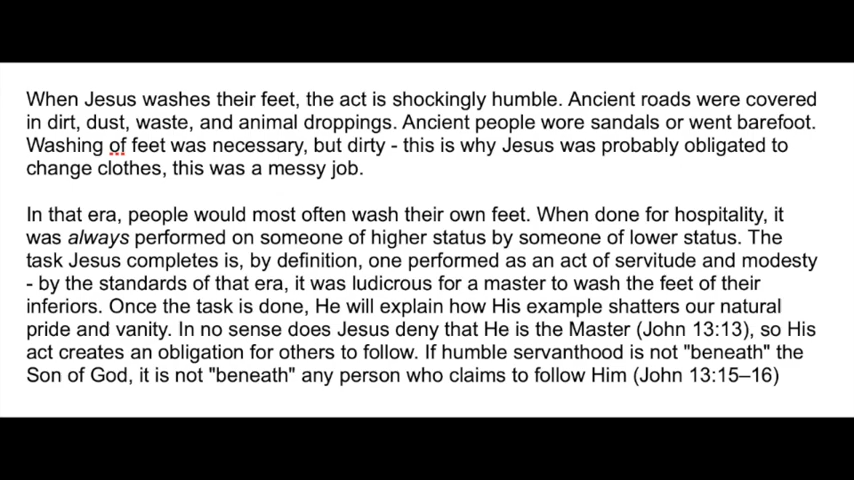 When Jesus washes their feet, the act is shockingly humble. Ancient roads were covered
in dirt, dust, waste, and animal droppings. Ancient people wore sandals or went barefoot.
Washing of feet was necessary, but dirty - this is why Jesus was probably obligated to
change clothes, this was a messy job.
In that era, people would most often wash their own feet. When done for hospitality, it
was always performed on someone of higher status by someone of lower status. The
task Jesus completes is, by definition, one performed as an act of servitude and modesty
- by the standards of that era, it was ludicrous for a master to wash the feet of their
inferiors. Once the task is done, He will explain how His example shatters our natural
pride and vanity. In no sense does Jesus deny that He is the Master (John 13:13), so His
act creates an obligation for others to follow. If humble servanthood is not "beneath" the
Son of God, it is not "beneath" any person who claims to follow Him (John 13:15–16)